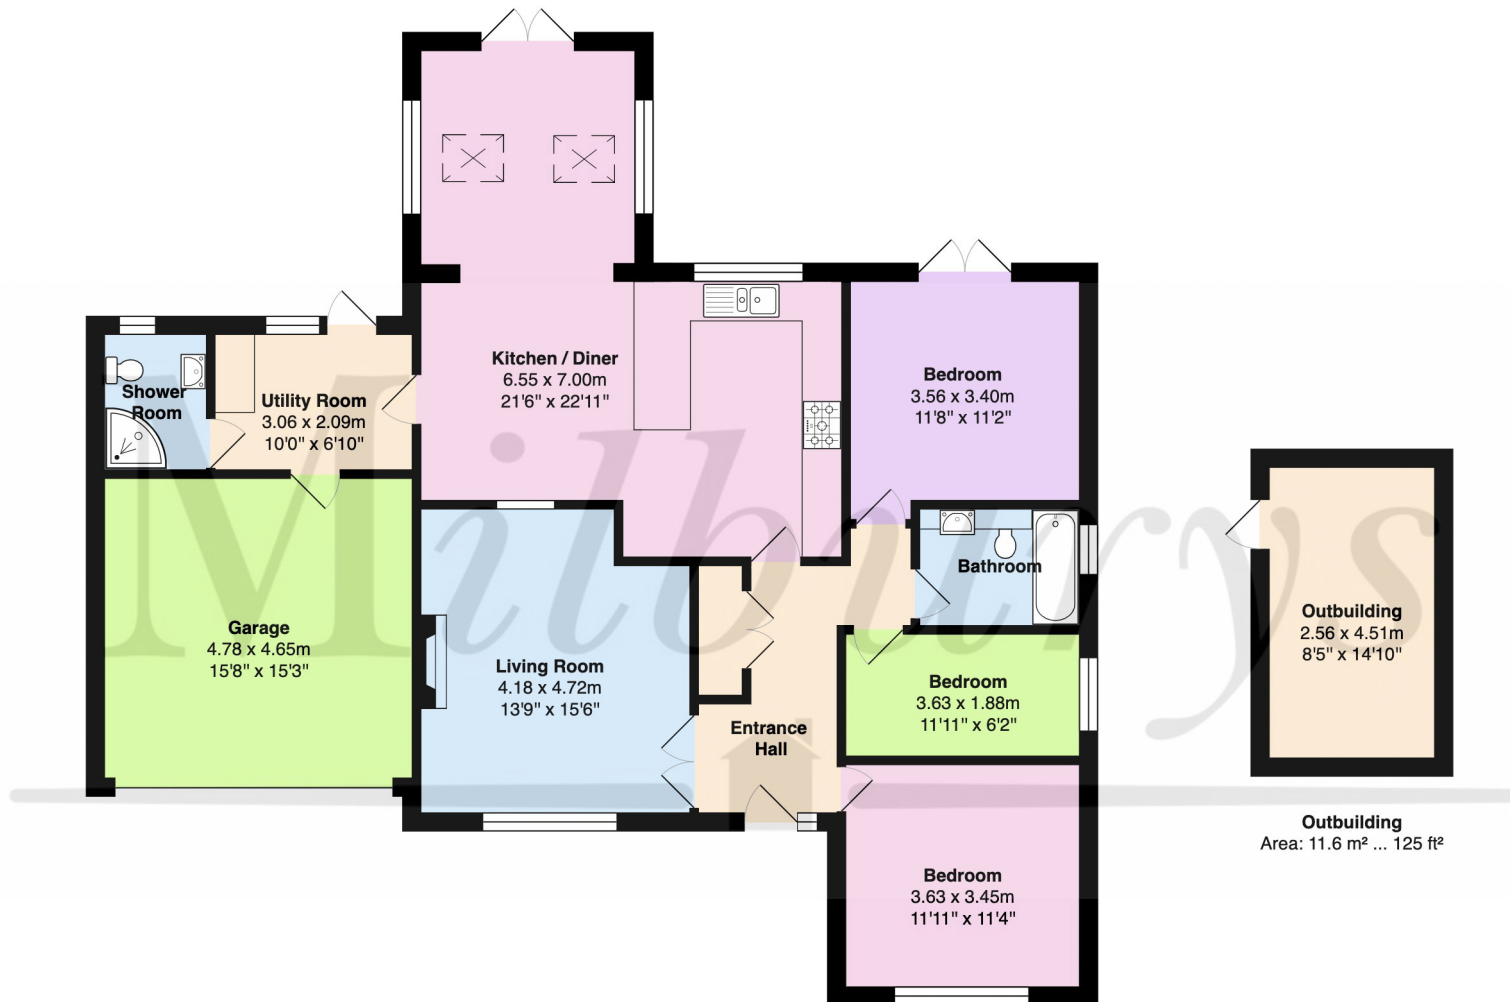 Kitchen / Diner
6.55 x 7.00m
21'6" x 22'11"
Bedroom
3.56 x 3.40m
11'8" x 11'2"
Shower
Room
Utility Room
3.06 x 2.09m
10'0" x 6'10"
Bathroom
Garage
4.78 x 4.65m
15'8" x 15'3"
Living Room
4.18 x 4.72m
13'9" x 15'6"
Entrance
Hall
Bedroom
3.63 x 1.88m
11'11" x 6'2"
Bedroom
3.63 x 3.45m
11'11" x 11'4"
Outbuilding
2.56 x 4.51m
8'5" x 14'10"
Outbuilding
Area: 11.6 m² ... 125 ft²
Milburys